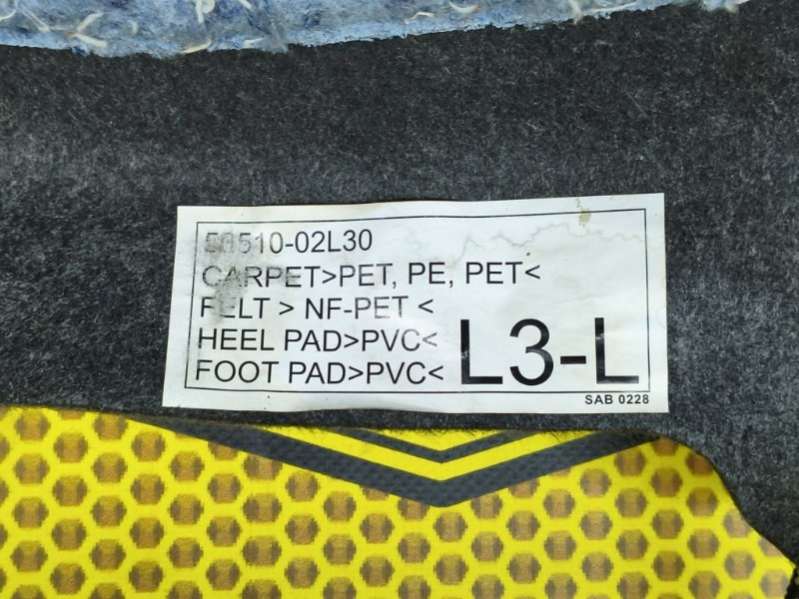 58510-02L30
CARPET>PET, PE, PET<
FELT > NF-PET <
HEEL PAD>PVC<
FOOT PAD>PVC<
L3-L
SAB 0228